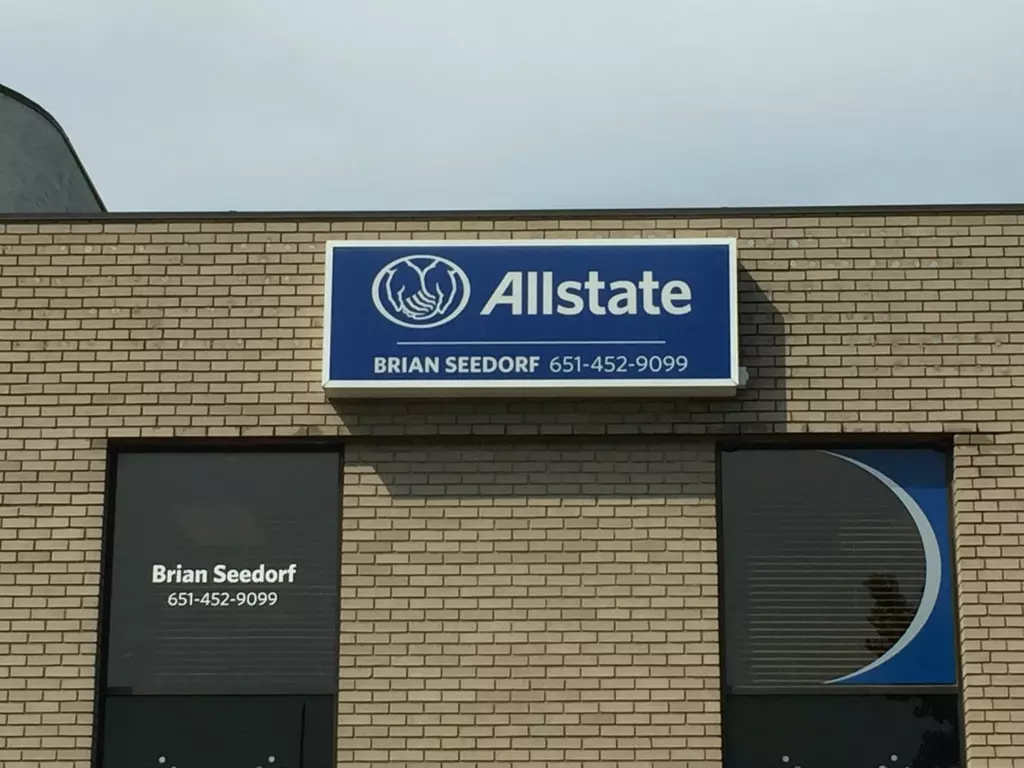 Allstate
BRIAN SEEDORF 651-452-9099
Brian Seedorf
651-452-9099